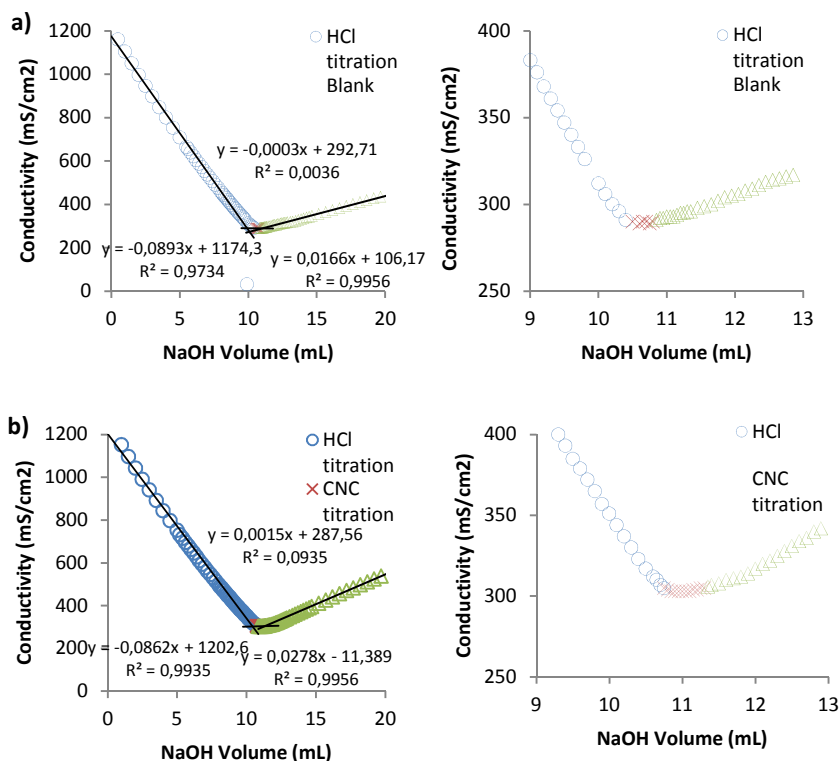 a)
1200
1000
800
600
400
200
0
Conductivity (mS/cm2)
HCl
titration
Blank
y = -0,0003x + 292,71
R² = 0,0036
y = -0,0893x + 1174,3
R² = 0,9734
y = 0,0166x + 106,17
R² = 0,9956
0 5 10 15 20
NaOH Volume (mL)
400
350
300
250
Conductivity (mS/cm2)
HCl
titration
Blank
9 10 11 12 13
NaOH Volume (mL)
b)
1200
1000
800
600
400
200
0
Conductivity (mS/cm2)
HCl
titration
CNC
titration
y = 0,0015x + 287,56
R² = 0,0935
y = -0,0862x + 1202,6
R² = 0,9935
y = 0,0278x - 11,389
R² = 0,9956
0 5 10 15 20
NaOH Volume (mL)
400
350
300
250
Conductivity (mS/cm2)
HCl
CNC
titration
9 10 11 12 13
NaOH Volume (mL)